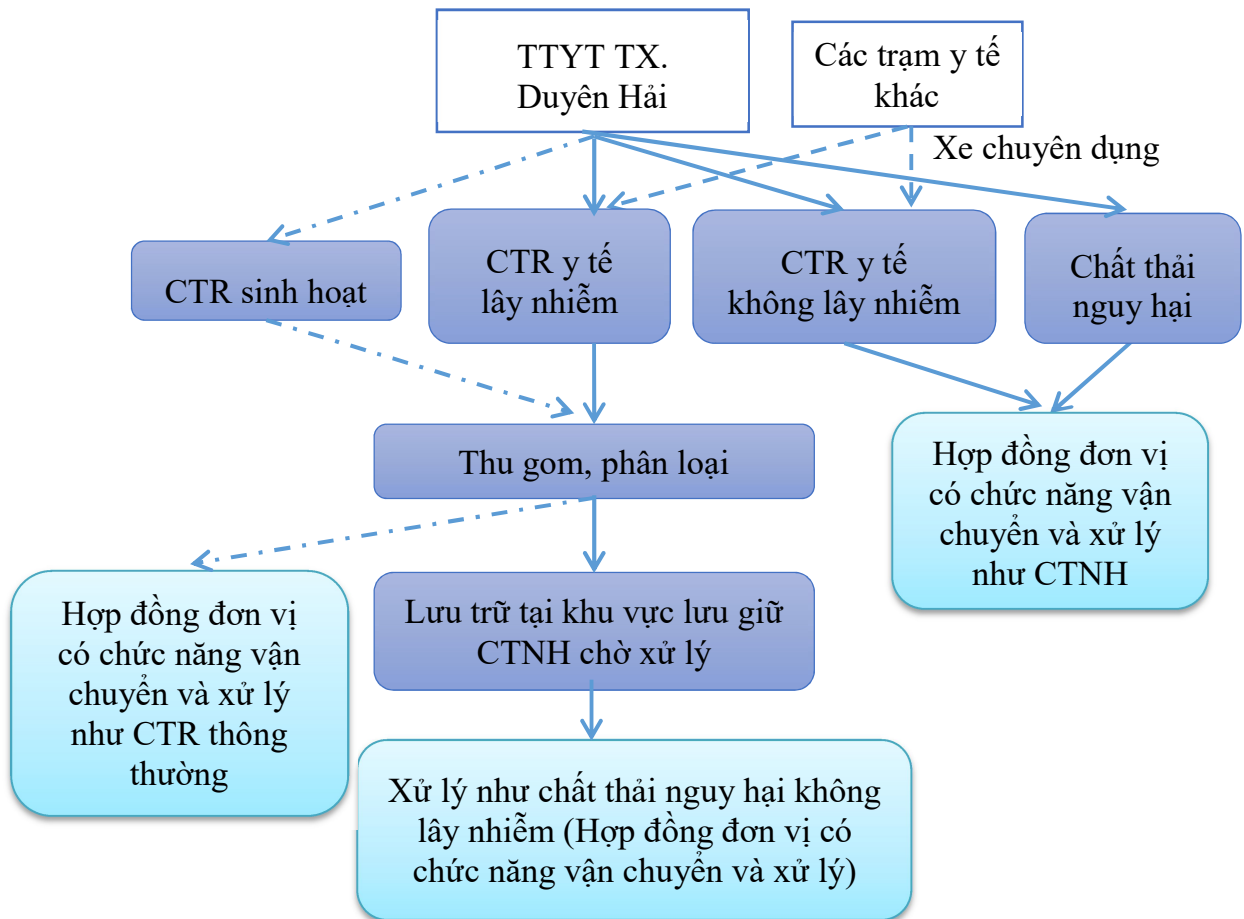 TTYT TX.
Duyên Hải
Các trạm y tế
khác
Xe chuyên dụng
CTR sinh hoạt
CTR y tế
lây nhiễm
CTR y tế
không lây nhiễm
Chất thải
nguy hại
Thu gom, phân loại
Hợp đồng đơn vị
có chức năng vận
chuyển và xử lý
như CTNH
Hợp đồng đơn vị
có chức năng vận
chuyển và xử lý
như CTR thông
thường
Lưu trữ tại khu vực lưu giữ
CTNH chờ xử lý
Xử lý như chất thải nguy hại không
lây nhiễm (Hợp đồng đơn vị có
chức năng vận chuyển và xử lý)